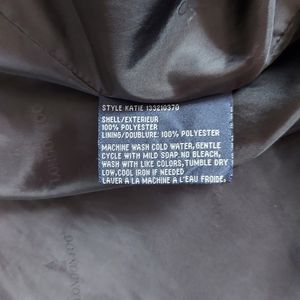 STYLE KATIE 133210370
SHELL/EXTERIEUR
100% POLYESTER
LINING/DOUBLURE: 100% POLYESTER
MACHINE WASH COLD WATER, GENTLE
CYCLE WITH MILD SOAP, NO BLEACH,
WASH WITH LIKE COLORS, TUMBLE DRY
LOW, COOL IRON IF NEEDED
LAVER A LA MACHINE A L'EAU FROIDE,